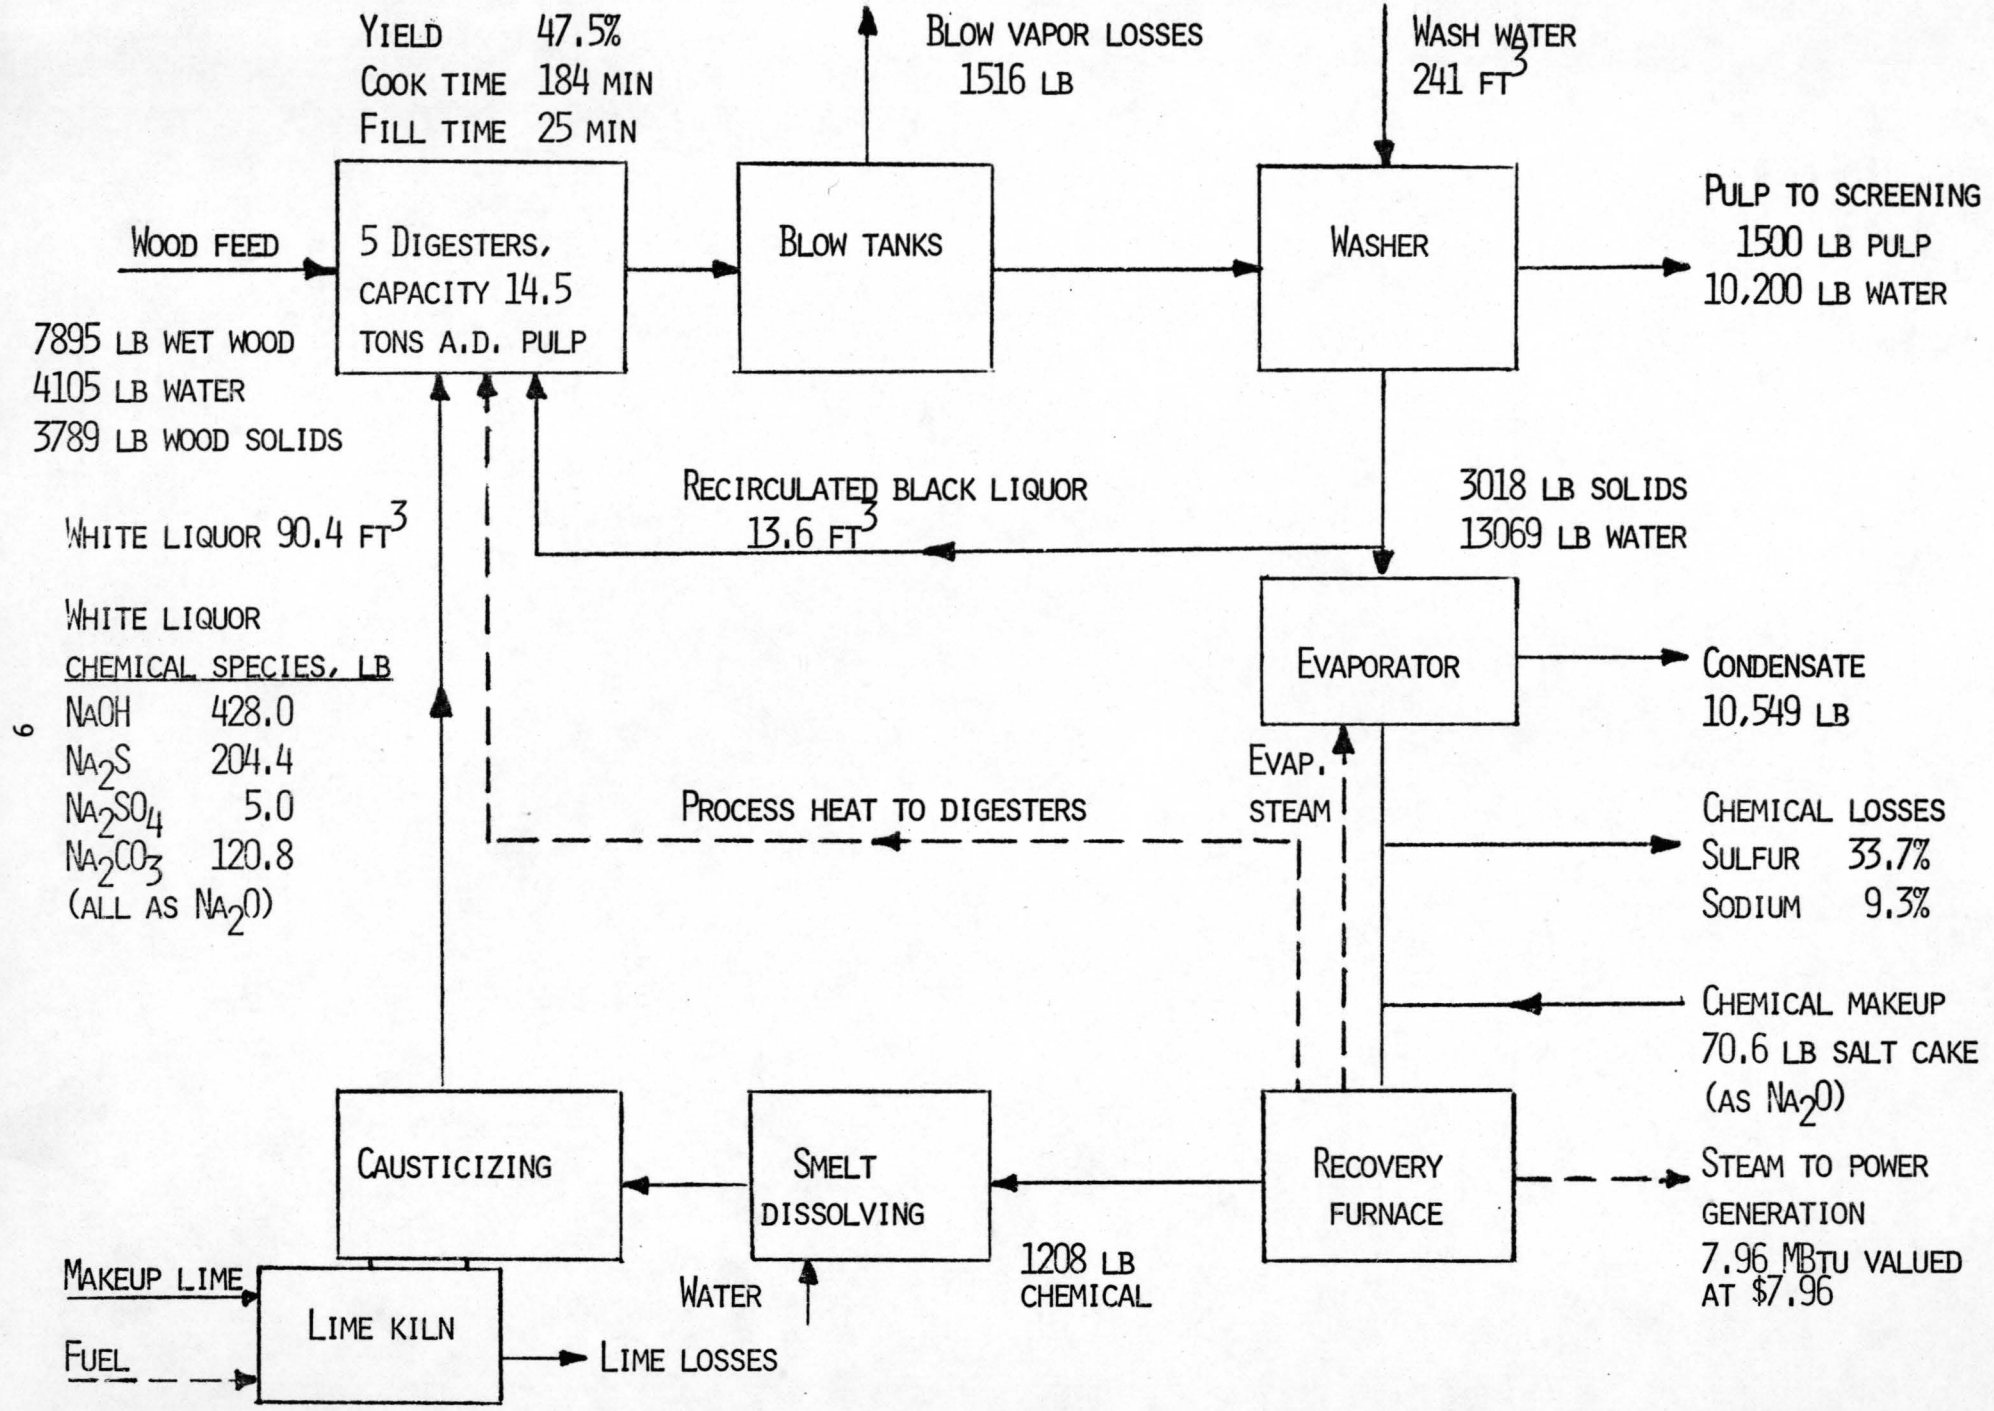 YIELD 47.5%
COOK TIME 184 MIN
FILL TIME 25 MIN
BLOW VAPOR LOSSES
1516 LB
WASH WATER
241 FT3
WOOD FEED
5 DIGESTERS,
CAPACITY 14.5
TONS A.D. PULP
BLOW TANKS
WASHER
PULP TO SCREENING
1500 LB PULP
10,200 LB WATER
7895 LB WET WOOD
4105 LB WATER
3789 LB WOOD SOLIDS
RECIRCULATED BLACK LIQUOR
13.6 FT3
3018 LB SOLIDS
13069 LB WATER
WHITE LIQUOR 90.4 FT3
WHITE LIQUOR
CHEMICAL SPECIES, LB
NAOH 428.0
NA2S 204.4
NA2SO4 5.0
NA2CO3 120.8
(ALL AS NA2O)
EVAPORATOR
CONDENSATE
10,549 LB
EVAP.
STEAM
PROCESS HEAT TO DIGESTERS
CHEMICAL LOSSES
SULFUR 33.7%
SODIUM 9.3%
CHEMICAL MAKEUP
70.6 LB SALT CAKE
(AS NA2O)
CAUSTICIZING
SMELT
DISSOLVING
RECOVERY
FURNACE
STEAM TO POWER
GENERATION
7.96 MBTU VALUED
AT $7.96
1208 LB
CHEMICAL
WATER
MAKEUP LIME
FUEL
LIME KILN
LIME LOSSES
6